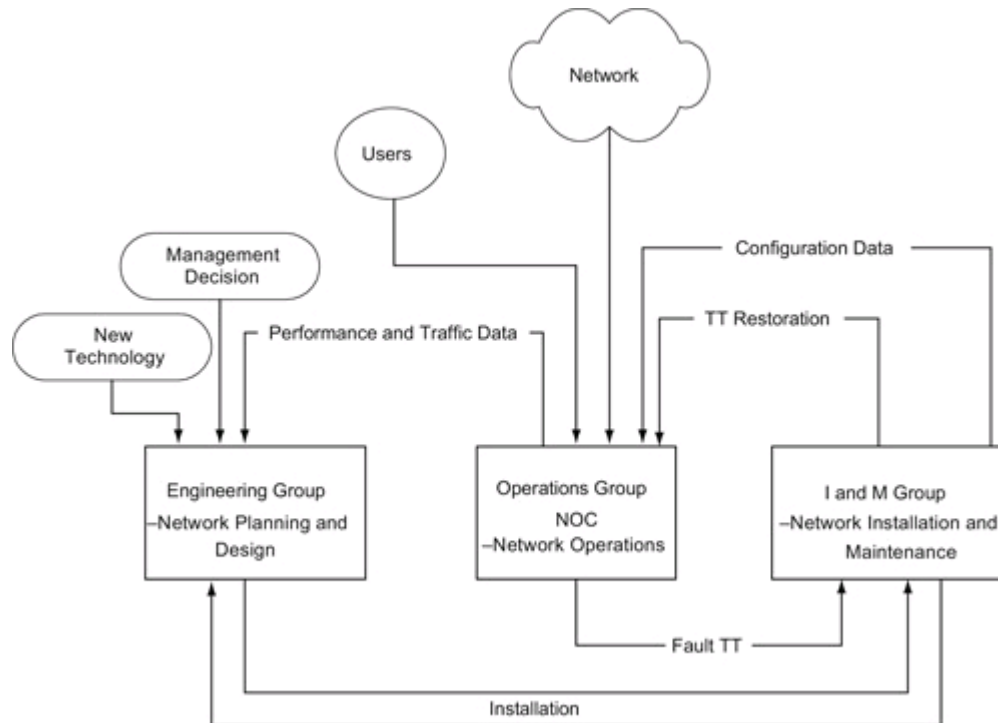 Network
Users
Management
Decision
New
Technology
Configuration Data
TT Restoration
Performance and Traffic Data
Engineering Group
–Network Planning and
Design
Operations Group
NOC
–Network Operations
I and M Group
–Network Installation and
Maintenance
Fault TT
Installation